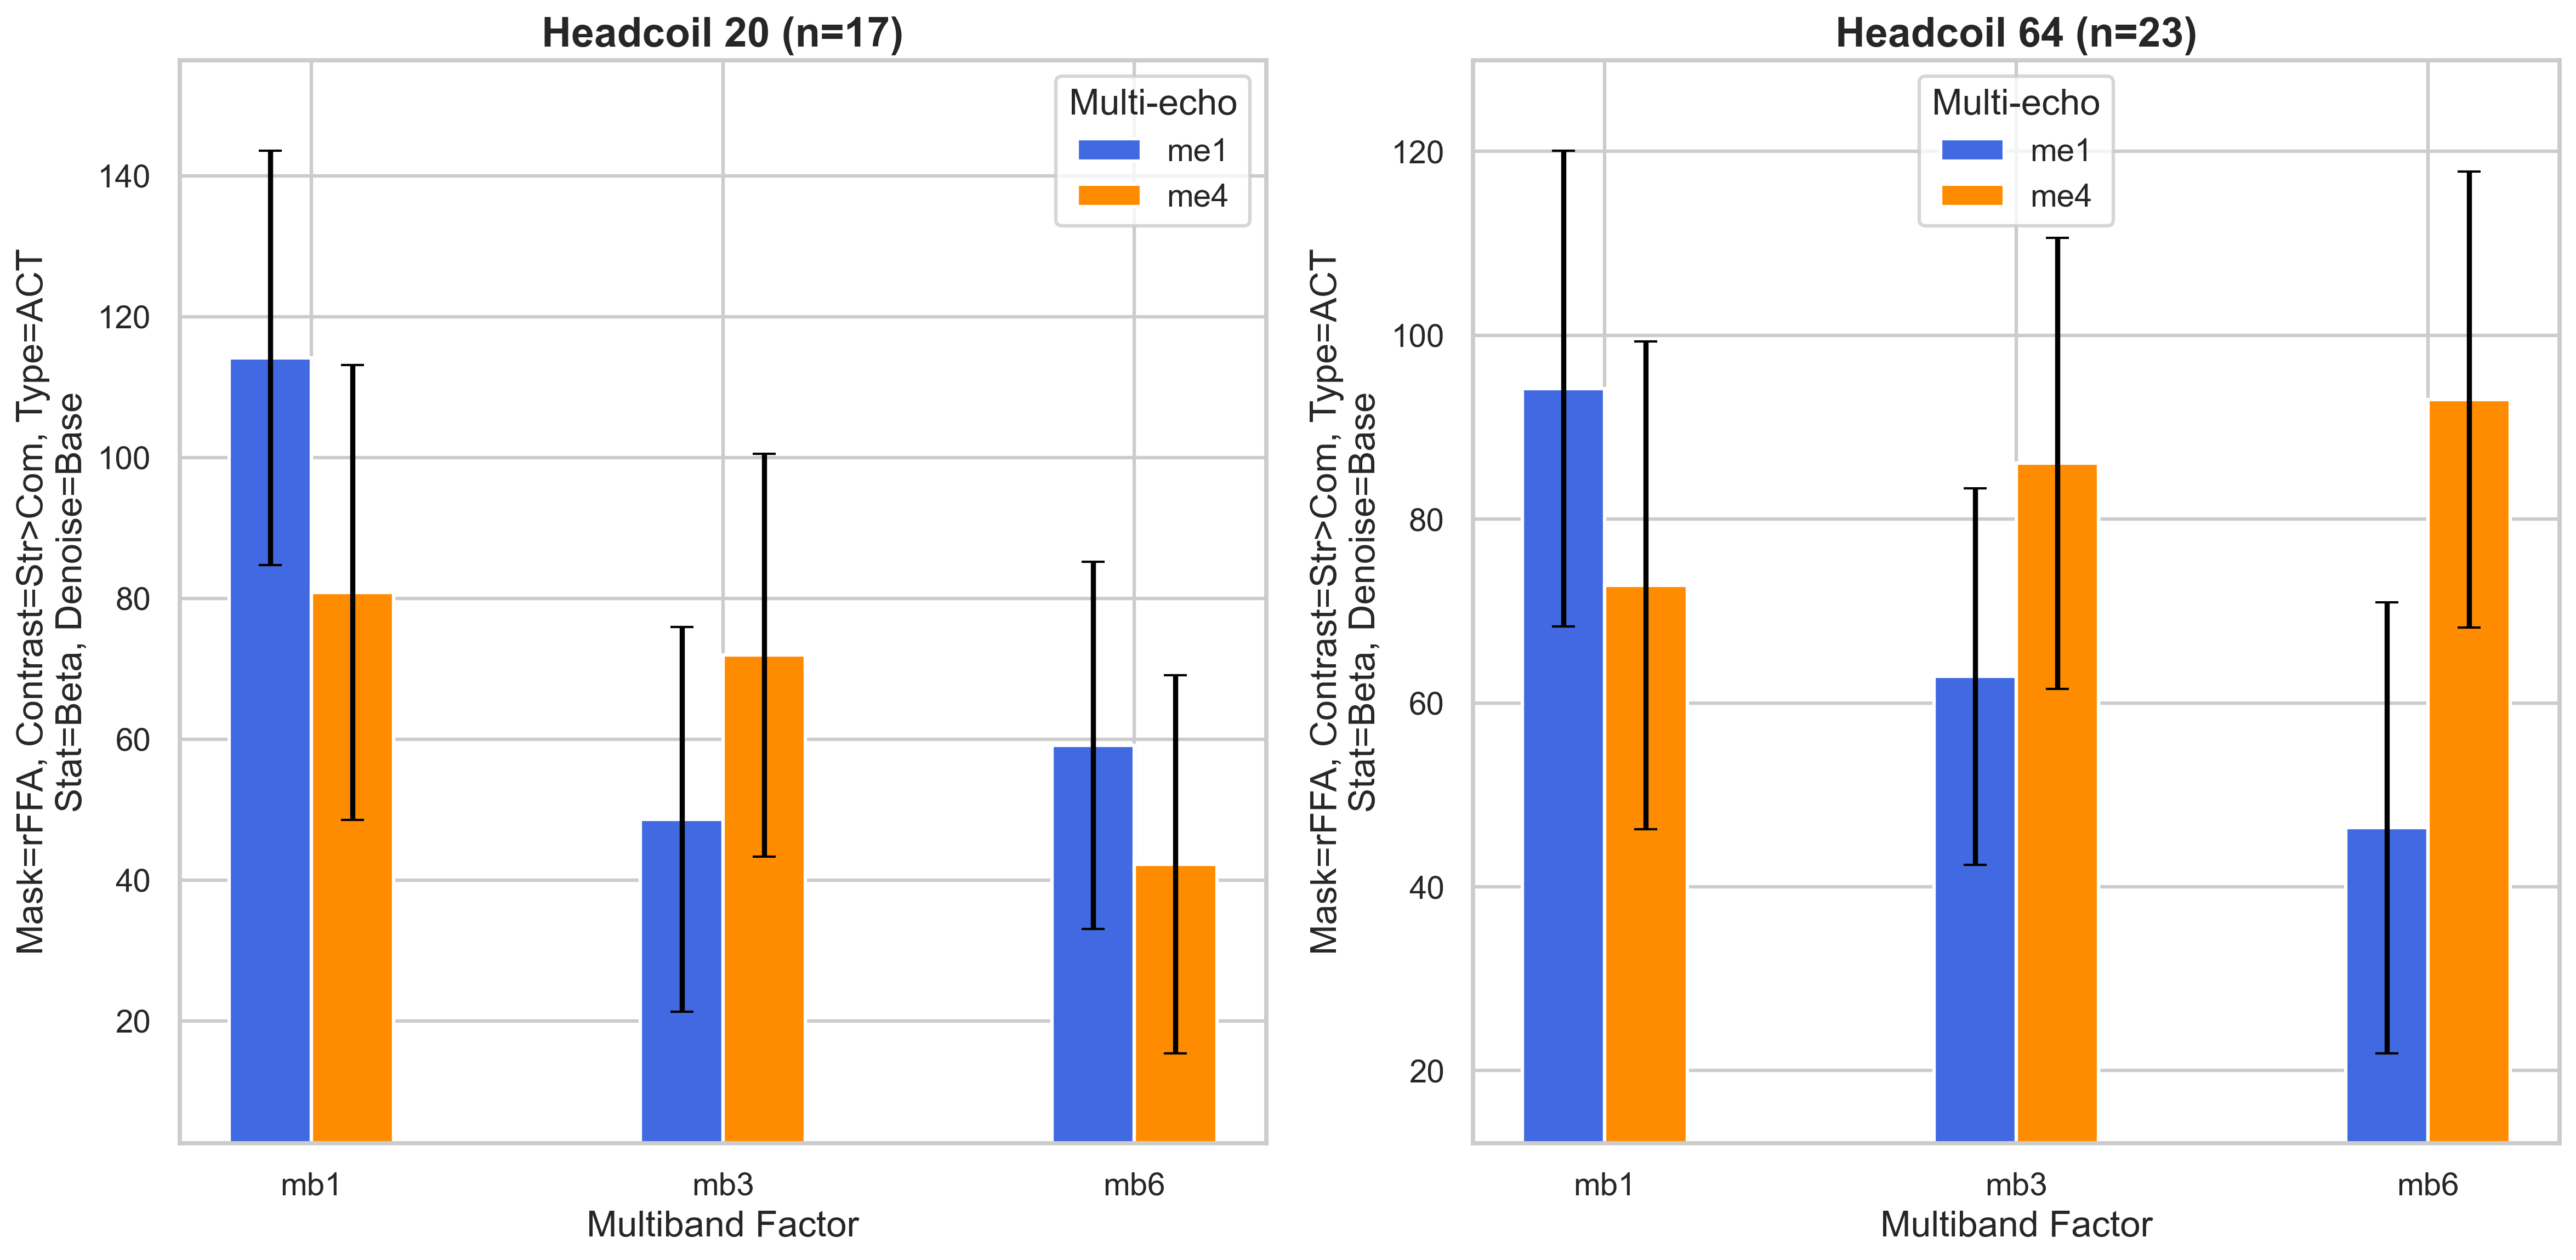 Headcoil 20 (n=17)
Mask=rFFA, Contrast=Str>Com, Type=ACT
Stat=Beta, Denoise=Base
140
120
100
80
60
40
20
Multi-echo
me1
me4
mb1
mb3
mb6
Multiband Factor
Headcoil 64 (n=23)
Mask=rFFA, Contrast=Str>Com, Type=ACT
Stat=Beta, Denoise=Base
120
100
80
60
40
20
Multi-echo
me1
me4
mb1
mb3
mb6
Multiband Factor